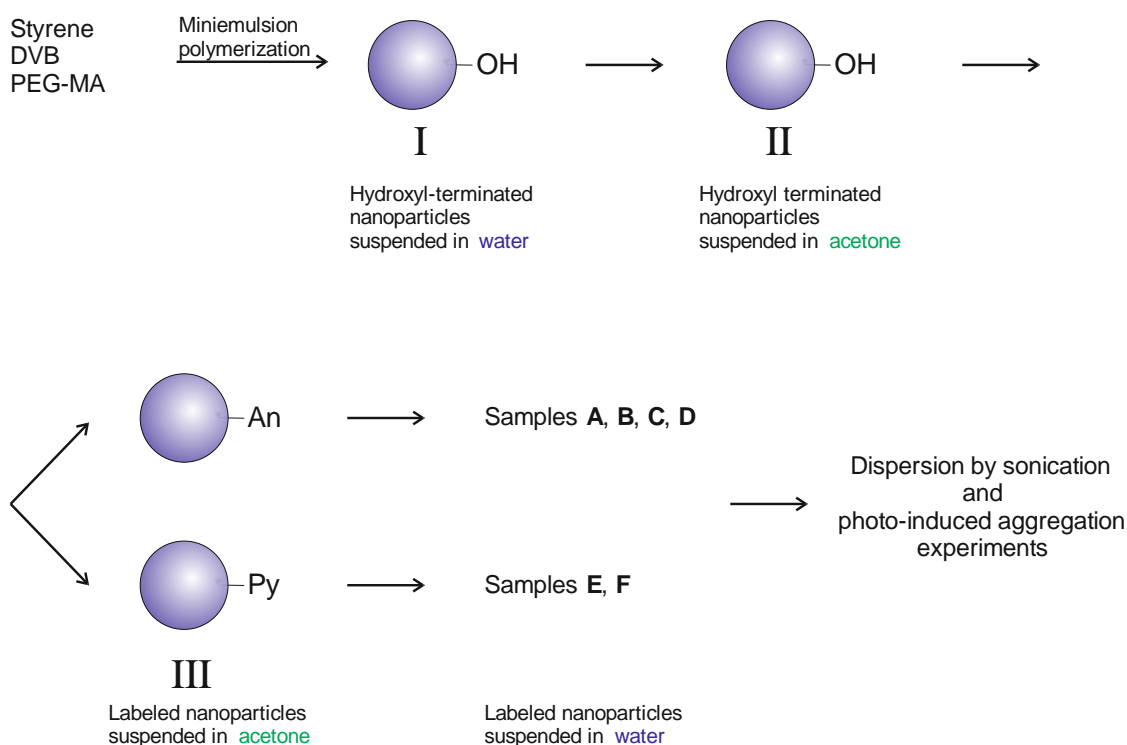 Styrene
DVB
PEG-MA
Miniemulsion
polymerization
OH
I
Hydroxyl-terminated
nanoparticles
suspended in water
OH
II
Hydroxyl terminated
nanoparticles
suspended in acetone
An
Samples A, B, C, D
Dispersion by sonication
and
photo-induced aggregation
experiments
Py
Samples E, F
III
Labeled nanoparticles
suspended in acetone
Labeled nanoparticles
suspended in water